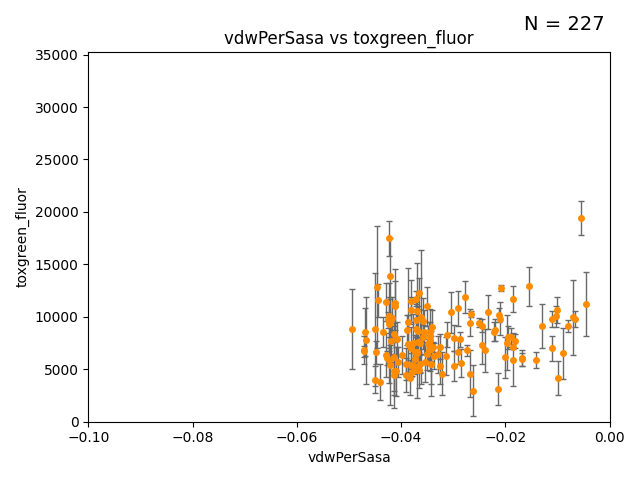 N = 227
vdwPerSasa vs toxgreen_fluor
35000
30000
25000
20000
15000
10000
5000
0
toxgreen_fluor
−0.10 −0.08 −0.06 −0.04 −0.02 0.00
vdwPerSasa